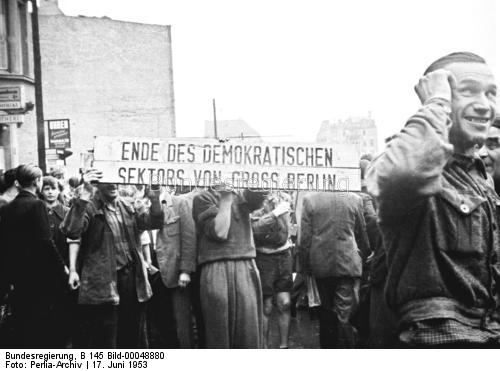 ENDE DES DEMOKRATISCHEN
SEKTORS VON GROSS BERLIN
Bundesregierung, B 145 Bild-00048880
Foto: Perlia-Archiv | 17. Juni 1953